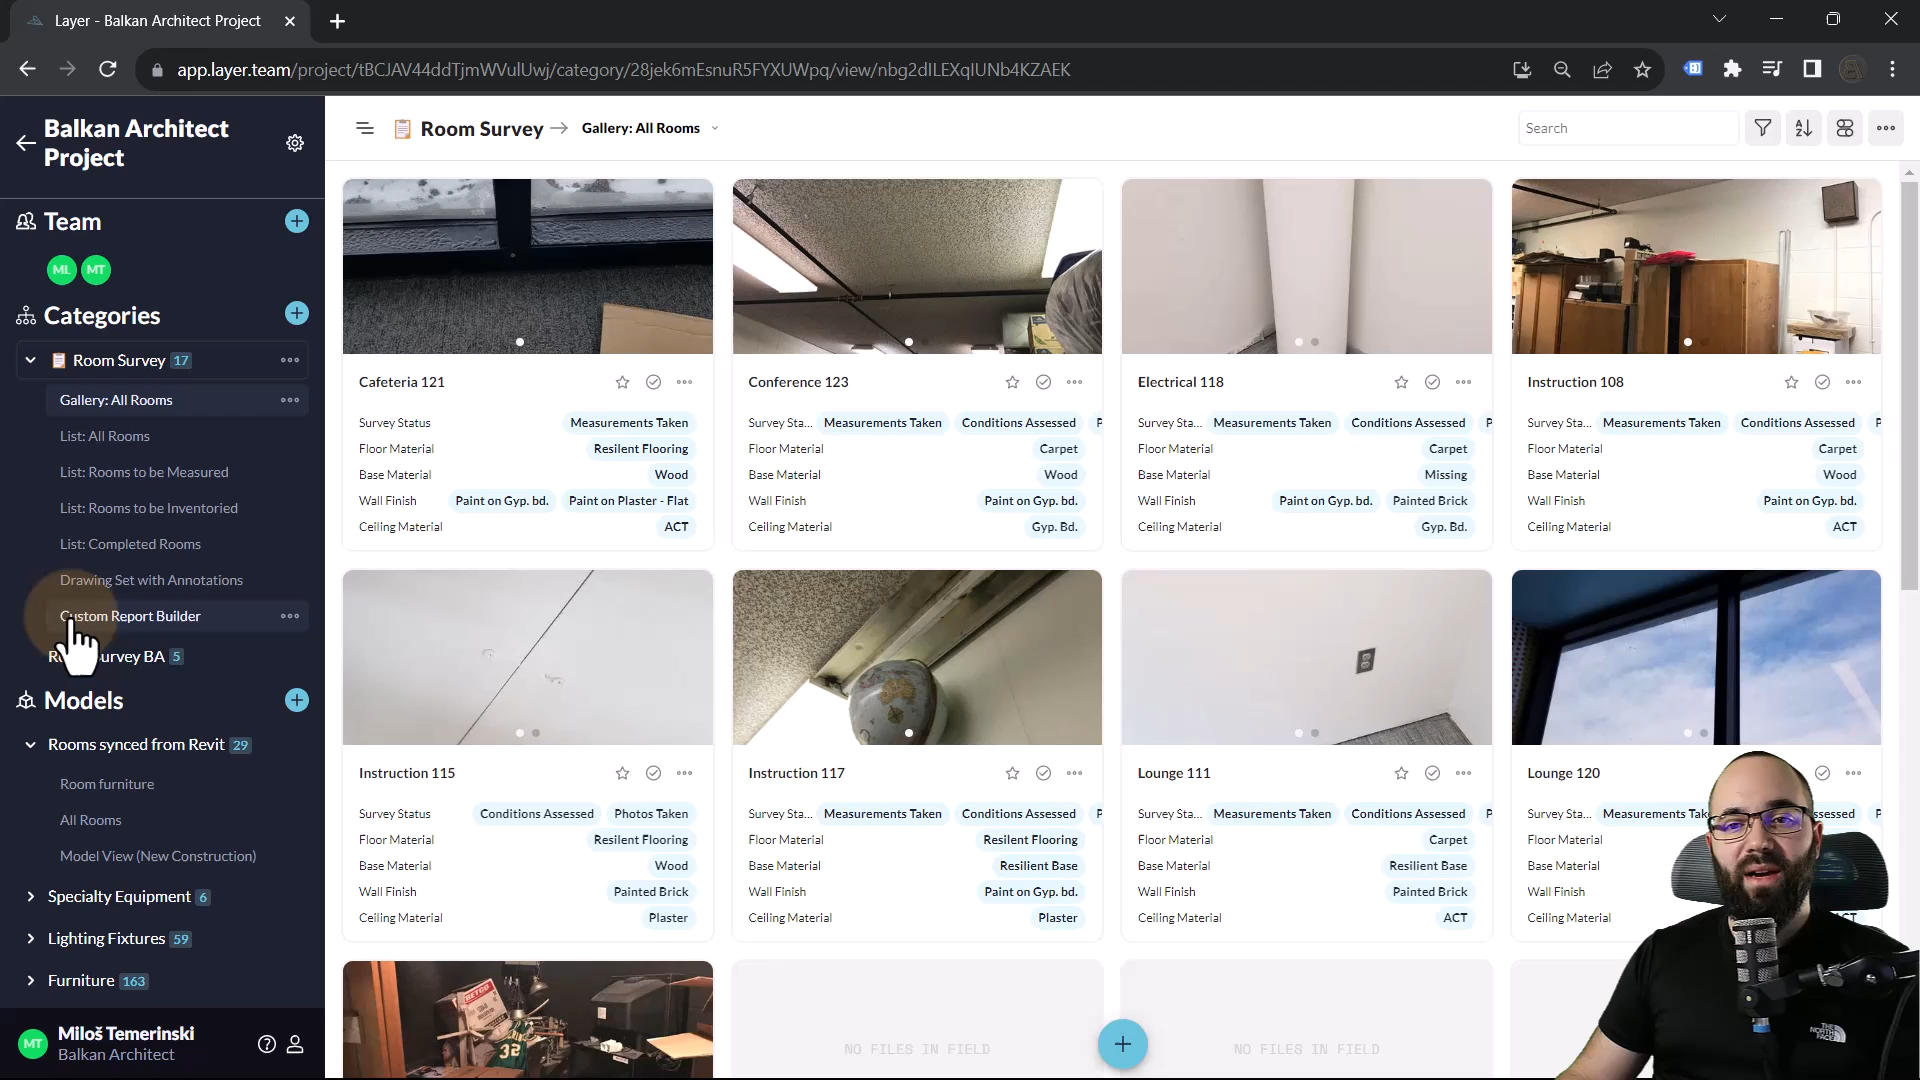 Layer - Balkan Architect Project
app.layer.team/project/tBCJAV44ddTjmWVulUwj/category/28jek6mEsnuR5FYXUWpq/view/nbg2dILEXqlUNb4KZAEK
Balkan Architect
Project
Team
ML MT
Categories
Room Survey 17
Gallery: All Rooms
List: All Rooms
List: Rooms to be Measured
List: Rooms to be Inventoried
List: Completed Rooms
Drawing Set with Annotations
Custom Report Builder
urvey BA 5
Models
Rooms synced from Revit 29
Room furniture
All Rooms
Model View (New Construction)
Specialty Equipment 6
Lighting Fixtures 59
Furniture 163
MT
Miloš Temerinski
Balkan Architect
Room Survey → Gallery: All Rooms
Search
Cafeteria 121
Survey Status Measurements Taken
Floor Material Resilent Flooring
Base Material Wood
Wall Finish Paint on Gyp. bd. Paint on Plaster - Flat
Ceiling Material ACT
Conference 123
Survey Sta... Measurements Taken Conditions Assessed P
Floor Material Carpet
Base Material Wood
Wall Finish Paint on Gyp. bd.
Ceiling Material Gyp. Bd.
Electrical 118
Survey Sta... Measurements Taken Conditions Assessed P
Floor Material Carpet
Base Material Missing
Wall Finish Paint on Gyp. bd. Painted Brick
Ceiling Material Gyp. Bd.
Instruction 108
Survey Sta... Measurements Taken Conditions Assessed P
Floor Material Carpet
Base Material Wood
Wall Finish Paint on Gyp. bd.
Ceiling Material ACT
Instruction 115
Survey Status Conditions Assessed Photos Taken
Floor Material Resilent Flooring
Base Material Wood
Wall Finish Painted Brick
Ceiling Material Plaster
Instruction 117
Survey Sta... Measurements Taken Conditions Assessed P
Floor Material Resilent Flooring
Base Material Resilient Base
Wall Finish Paint on Gyp. bd.
Ceiling Material Plaster
Lounge 111
Survey Sta... Measurements Taken Conditions Assessed P
Floor Material Carpet
Base Material Resilient Base
Wall Finish Painted Brick
Ceiling Material ACT
Lounge 120
Survey Sta... Measurements Tak sessed P
Floor Material
Base Material
Wall Finish
Ceiling Material ACT
32
NO FILES IN FIELD
NO FILES IN FIELD
THE
NORTH
FACE